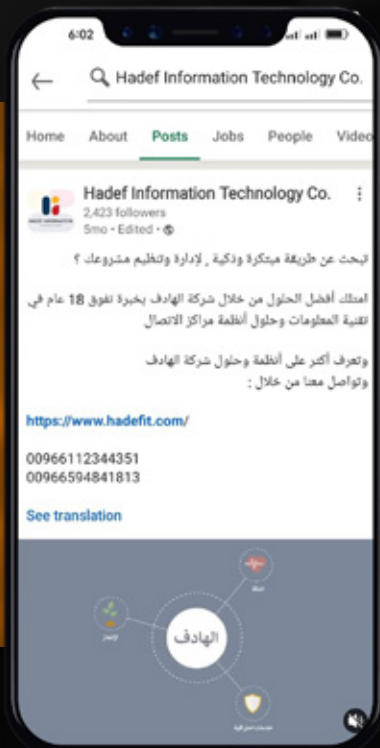 6:02
Hadef Information Technology Co.
Home About Posts Jobs People Video
Hadef Information Technology Co.
2,423 followers
5mo • Edited •
تبحث عن طريقة مبتكرة وذكية , لإدارة وتنظيم مشروعك ؟
امتلك أفضل الحلول من خلال شركة الهادف بخبرة تفوق 18 عام في
تقنية المعلومات وحلول أنظمة مراكز الاتصال
وتعرف أكثر على أنظمة وحلول شركة الهادف
وتواصل معنا من خلال :
https://www.hadefit.com/
00966112344351
00966594841813
See translation
الهادف